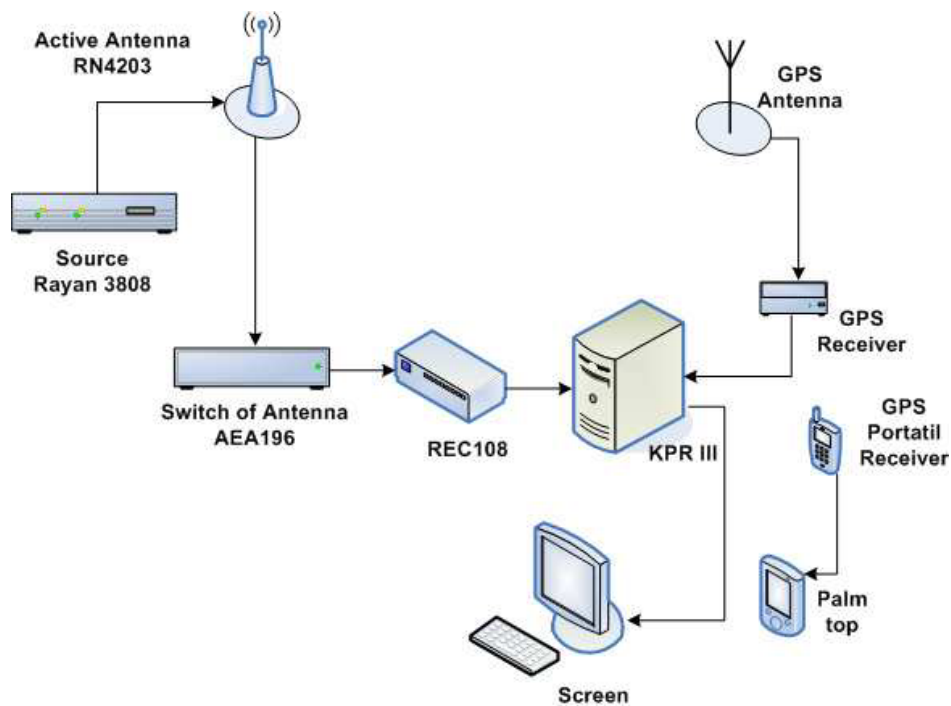 Active Antenna
RN4203
GPS
Antenna
Source
Rayan 3808
GPS
Receiver
Switch of Antenna
AEA196
REC108
KPR III
GPS
Portatil
Receiver
Palm
top
Screen